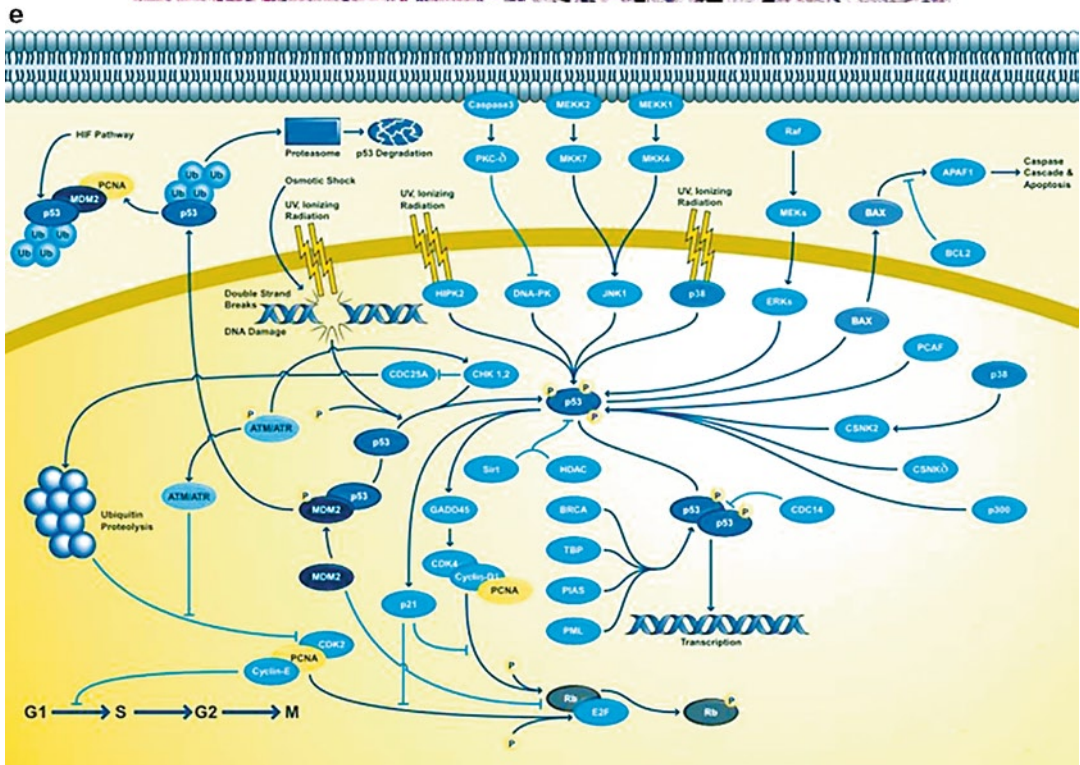 e
HIF Pathway
Ub
Ub
Ub
Ub
p53
MDM2
PCNA
Ub
Ub
Ub
Ub
p53
Proteasome
p53 Degradation
Osmotic Shock
UV, Ionizing
Radiation
UV, Ionizing
Radiation
UV, Ionizing
Radiation
Caspase3
MEKK2
MEKK1
PKC-δ
MKK7
MKK4
Raf
MEKs
ERKs
APAF1
Caspase
Cascade &
Apoptosis
BAX
BCL2
BAX
Double Strand
Breaks
DNA Damage
HIPK2
DNA-PK
JNK1
p38
PCAF
p38
CDC25A
CHK 1,2
P
P
P
p53
P
ATM/ATR
P
p53
CSNK2
ATM/ATR
Ubiquitin
Proteolysis
P
MDM2
p53
Sirt
HDAC
CSNKδ
GADD45
BRCA
P
p53
P
p53
CDC14
p300
MDM2
CDK4
Cyclin-D1
PCNA
TBP
PIAS
PML
p21
Transcription
CDK2
PCNA
Cyclin-E
P
Rb
E2F
P
Rb
P
G1
S
G2
M